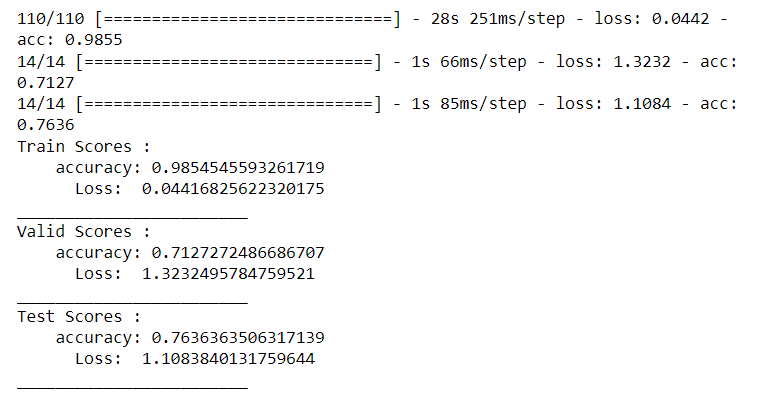 110/110 [==============================] - 28s 251ms/step - loss: 0.0442 -
acc: 0.9855
14/14 [==============================] - 1s 66ms/step - loss: 1.3232 - acc:
0.7127
14/14 [==============================] - 1s 85ms/step - loss: 1.1084 - acc:
0.7636
Train Scores :
    accuracy: 0.9854545593261719
      Loss:  0.04416825622320175
________________________
Valid Scores :
    accuracy: 0.7127272486686707
      Loss:  1.3232495784759521
________________________
Test Scores :
    accuracy: 0.7636363506317139
      Loss:  1.1083840131759644
________________________